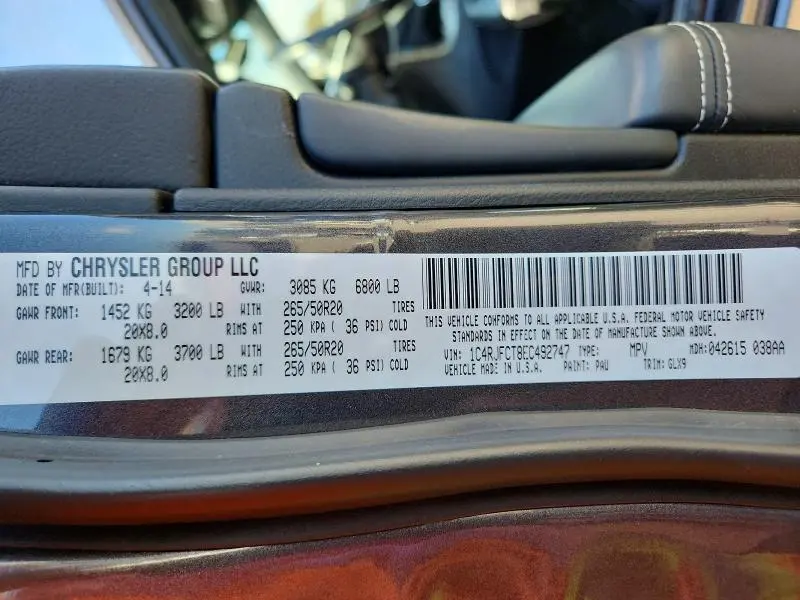 MFD BY CHRYSLER GROUP LLC
DATE OF MFR(BUILT): 4-14 GVWR: 3085 KG 6800 LB
GAWR FRONT: 1452 KG 3200 LB WITH 265/50R20 TIRES
20X8.0 RIMS AT 250 KPA ( 36 PSI) COLD
GAWR REAR: 1679 KG 3700 LB WITH 265/50R20 TIRES
20X8.0 RIMS AT 250 KPA ( 36 PSI) COLD
THIS VEHICLE CONFORMS TO ALL APPLICABLE U.S.A. FEDERAL MOTOR VEHICLE SAFETY
STANDARDS IN EFFECT ON THE DATE OF MANUFACTURE SHOWN ABOVE.
VIN: 1C4RJFCT8EC492747 TYPE: MPV MDH: 042615 038AA
VEHICLE MADE IN U.S.A. PAINT: PAU TRIM: GLX9